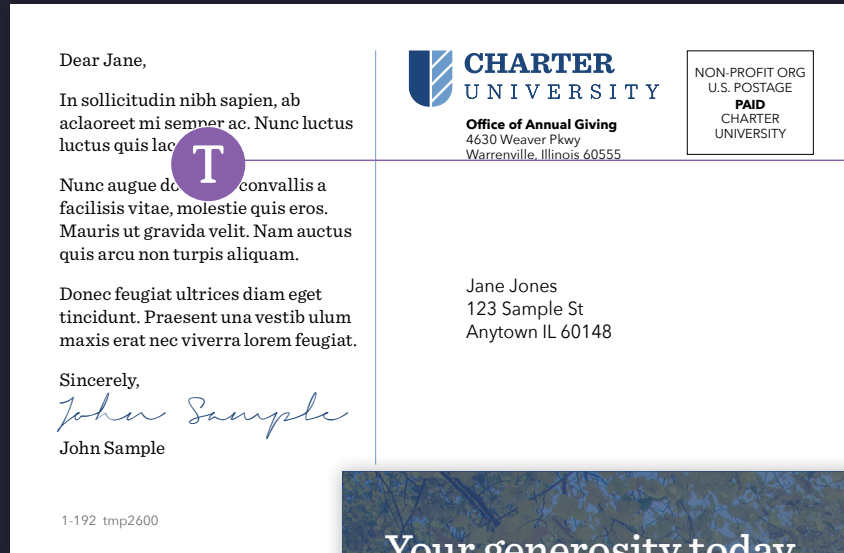 Dear Jane,
In sollicitudin nibh sapien, ab
aclaoreet mi semper ac. Nunc luctus
luctus quis lac
T
Nunc augue do convallis a
facilisis vitae, molestie quis eros.
Mauris ut gravida velit. Nam auctus
quis arcu non turpis aliquam.
Donec feugiat ultrices diam eget
tincidunt. Praesent una vestib ulum
maxis erat nec viverra lorem feugiat.
Sincerely,
John Sample
John Sample
1-192 tmp2600
CHARTER
UNIVERSITY
Office of Annual Giving
4630 Weaver Pkwy
Warrenville, Illinois 60555
NON-PROFIT ORG
U.S. POSTAGE
PAID
CHARTER
UNIVERSITY
Jane Jones
123 Sample St
Anytown IL 60148
Your generosity today